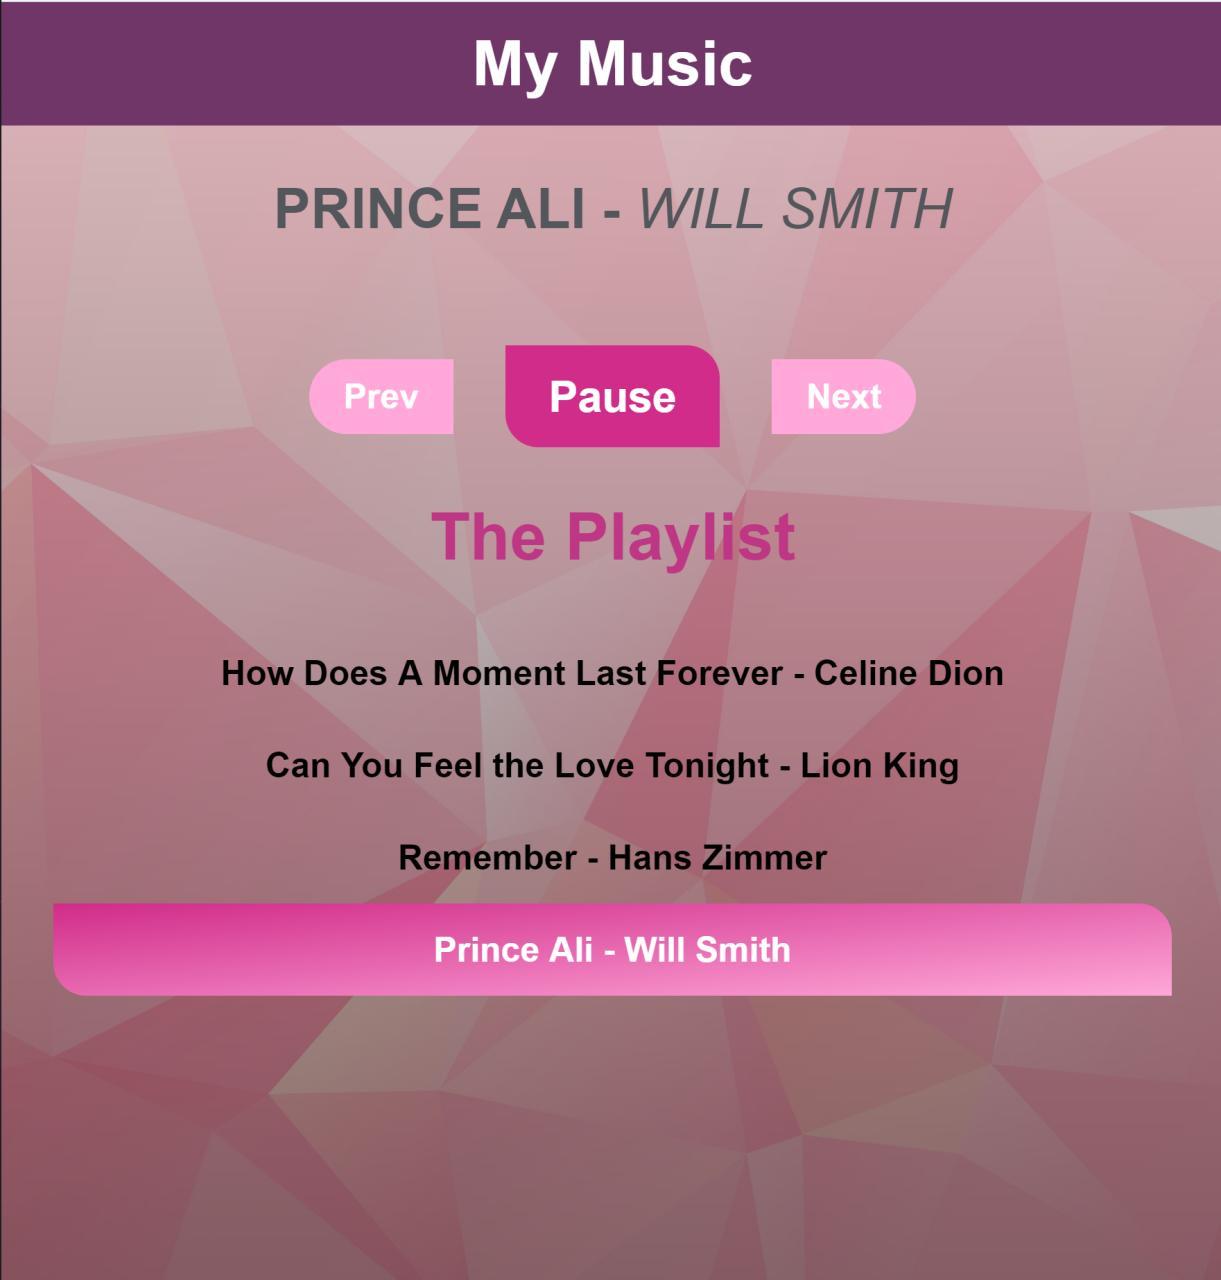 My Music
PRINCE ALI - WILL SMITH
Prev
Pause
Next
The Playlist
How Does A Moment Last Forever - Celine Dion
Can You Feel the Love Tonight - Lion King
Remember - Hans Zimmer
Prince Ali - Will Smith